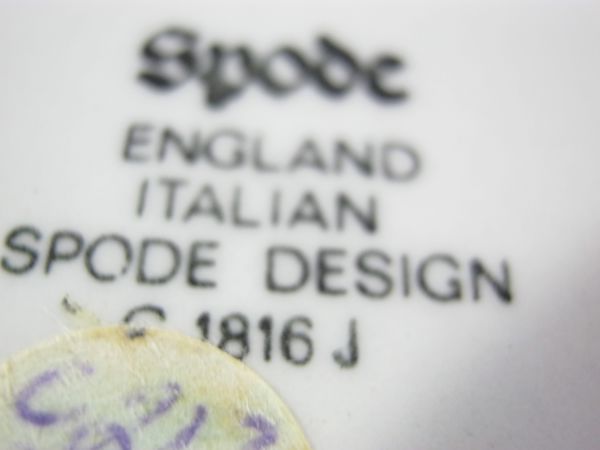 Spode
ENGLAND
ITALIAN
SPODE DESIGN
C 1816 J